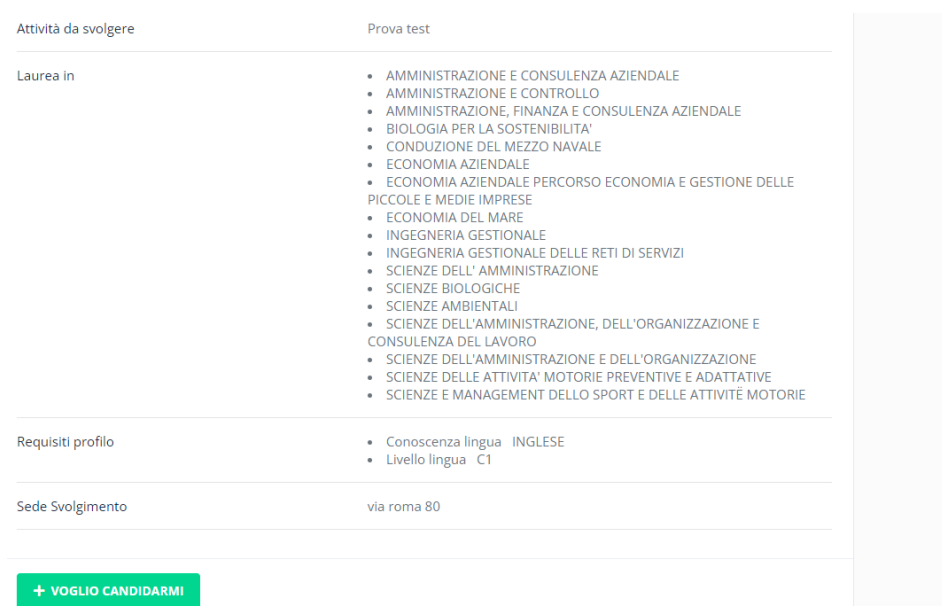 Attività da svolgere Prova test
Laurea in
• AMMINISTRAZIONE E CONSULENZA AZIENDALE
• AMMINISTRAZIONE E CONTROLLO
• AMMINISTRAZIONE, FINANZA E CONSULENZA AZIENDALE
• BIOLOGIA PER LA SOSTENIBILITA'
• CONDUZIONE DEL MEZZO NAVALE
• ECONOMIA AZIENDALE
• ECONOMIA AZIENDALE PERCORSO ECONOMIA E GESTIONE DELLE
PICCOLE E MEDIE IMPRESE
• ECONOMIA DEL MARE
• INGEGNERIA GESTIONALE
• INGEGNERIA GESTIONALE DELLE RETI DI SERVIZI
• SCIENZE DELL' AMMINISTRAZIONE
• SCIENZE BIOLOGICHE
• SCIENZE AMBIENTALI
• SCIENZE DELL'AMMINISTRAZIONE, DELL'ORGANIZZAZIONE E
CONSULENZA DEL LAVORO
• SCIENZE DELL'AMMINISTRAZIONE E DELL'ORGANIZZAZIONE
• SCIENZE DELLE ATTIVITA' MOTORIE PREVENTIVE E ADATTATIVE
• SCIENZE E MANAGEMENT DELLO SPORT E DELLE ATTIVITË MOTORIE
Requisiti profilo
• Conoscenza lingua INGLESE
• Livello lingua C1
Sede Svolgimento via roma 80
+ VOGLIO CANDIDARMI